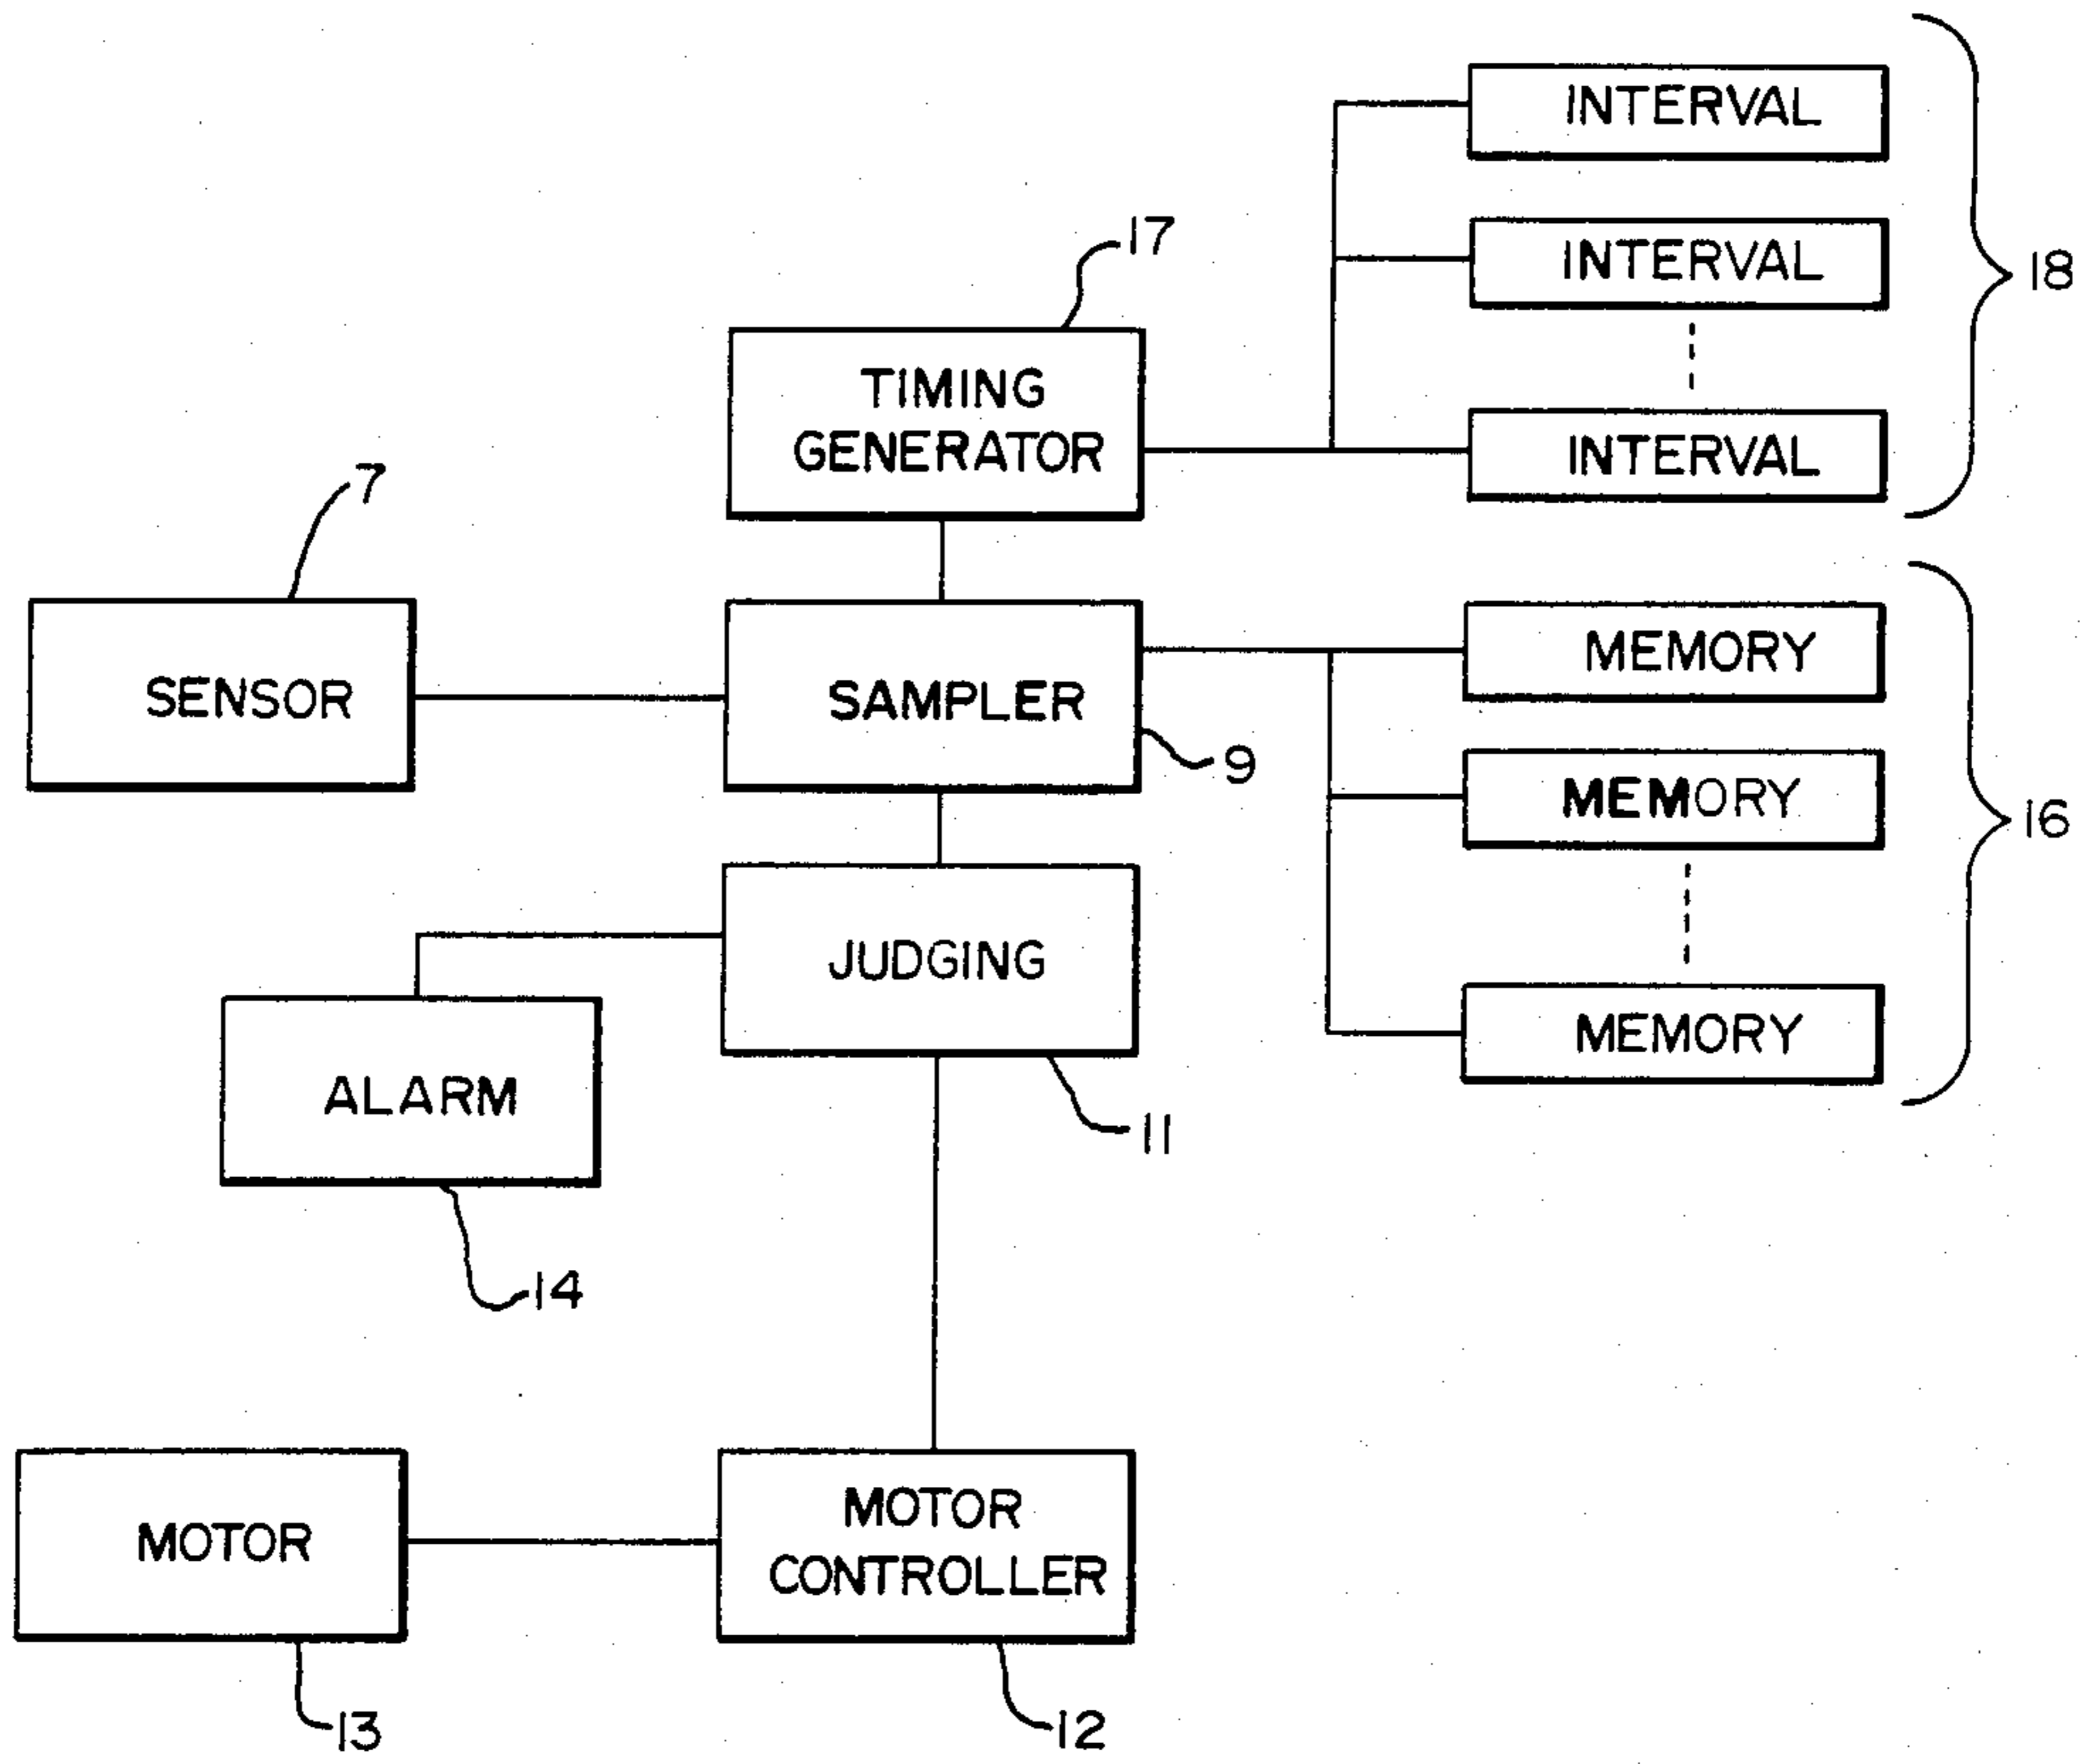 INTERVAL
INTERVAL
18
17
TIMING
GENERATOR
INTERVAL
7
SENSOR
SAMPLER
9
MEMORY
MEMORY
16
JUDGING
MEMORY
11
ALARM
14
MOTOR
MOTOR
CONTROLLER
13
12